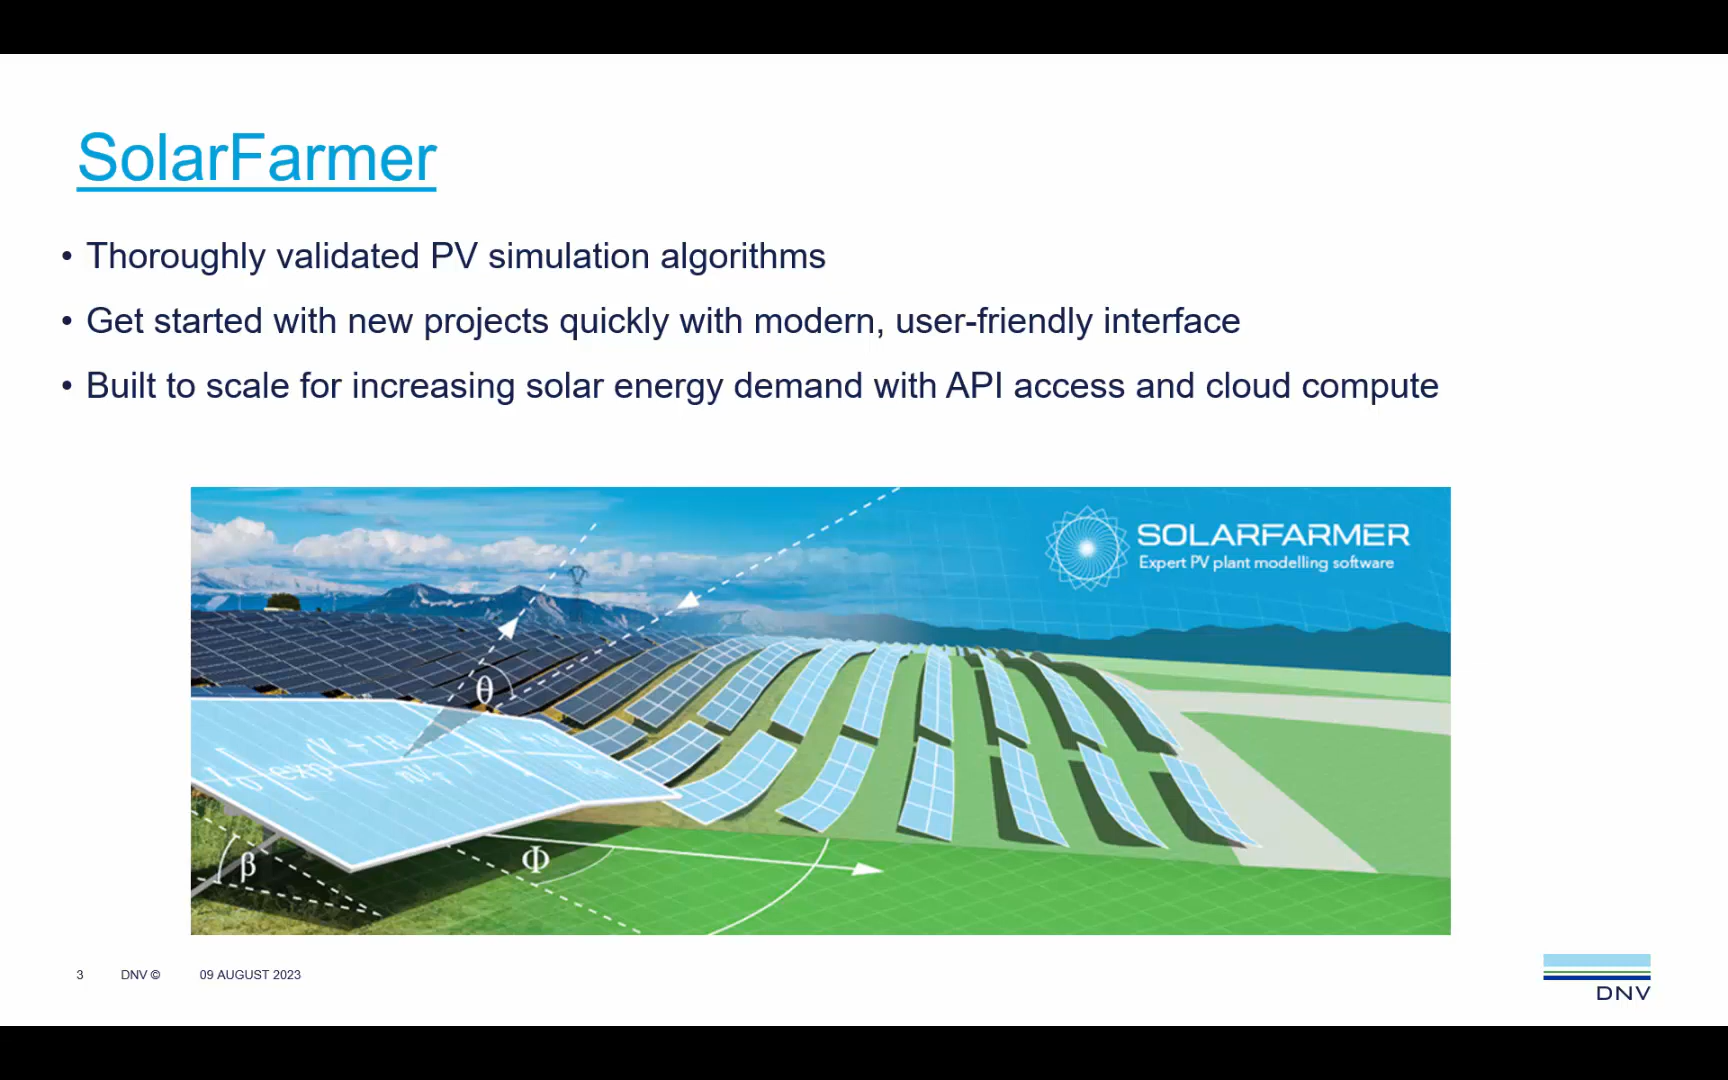 SolarFarmer
• Thoroughly validated PV simulation algorithms
• Get started with new projects quickly with modern, user-friendly interface
• Built to scale for increasing solar energy demand with API access and cloud compute
SOLARFARMER
Expert PV plant modelling software
θ
β
Φ
3 DNV © 09 AUGUST 2023
DNV